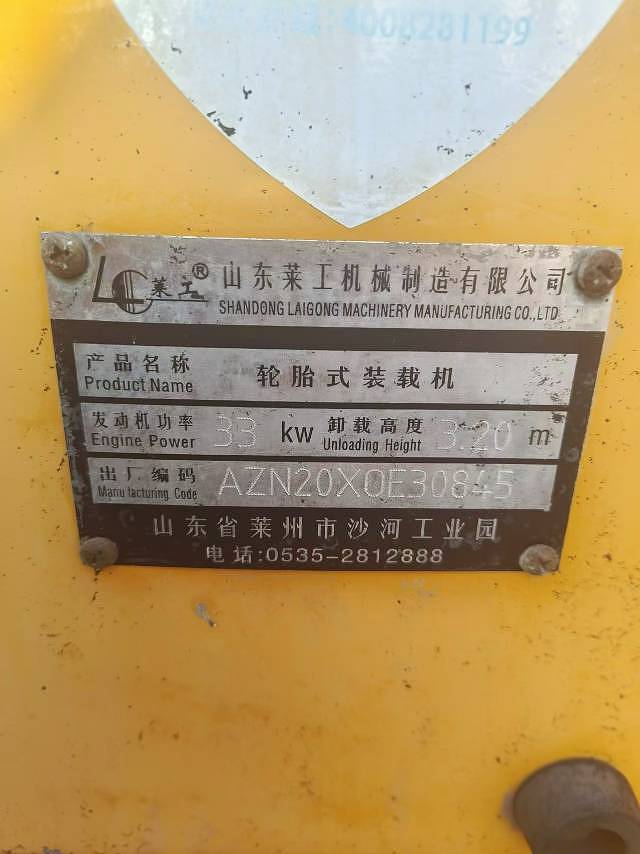 4008281199
LG 莱工® 山东莱工机械制造有限公司
SHANDONG LAIGONG MACHINERY MANUFACTURING CO.,LTD
产品名称 轮胎式装载机
Product Name
发动机功率 33 kw 卸载高度 3.20 m
Engine Power Unloading Height
出厂编码 AZN20X0E30845
Manu facturing Code
山东省莱州市沙河工业园
电话:0535-2812888